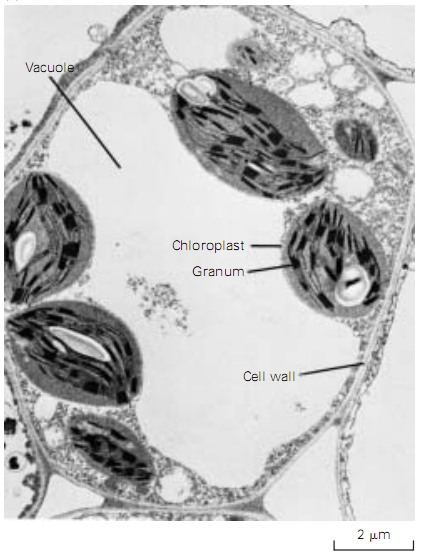 Vacuole
Chloroplast
Granum
Cell wall
2 μm